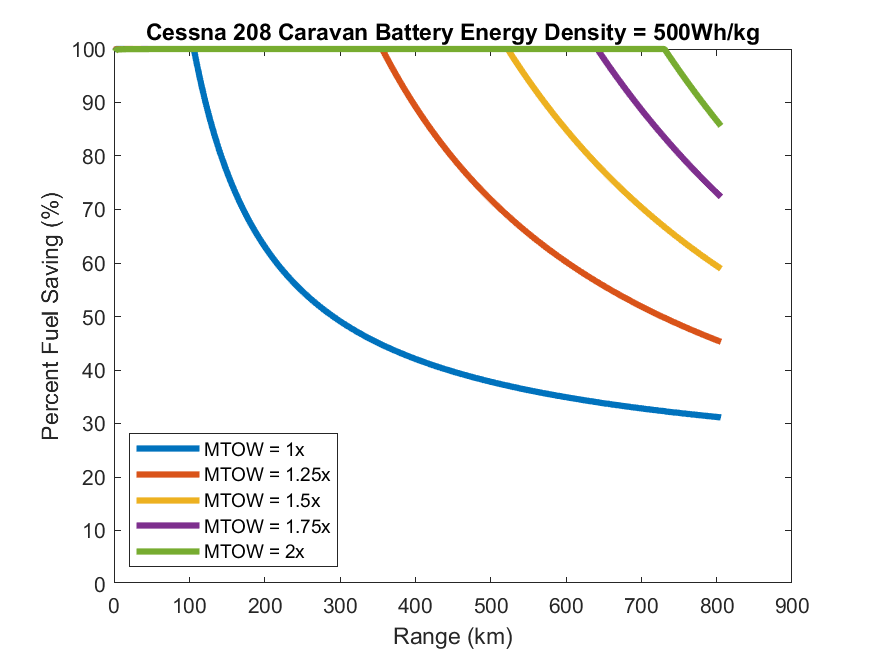 Cessna 208 Caravan Battery Energy Density = 500Wh/kg
100
90
80
70
60
50
40
30
20
10
0
Percent Fuel Saving (%)
MTOW = 1x
MTOW = 1.25x
MTOW = 1.5x
MTOW = 1.75x
MTOW = 2x
0 100 200 300 400 500 600 700 800 900
Range (km)